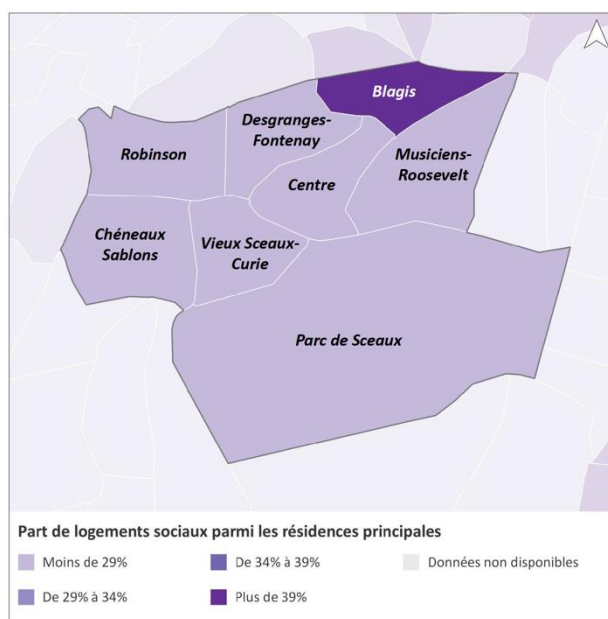 Blagis
Desgranges-
Fontenay
Robinson
Musiciens-
Roosevelt
Centre
Chéneaux
Sablons
Vieux Sceaux-
Curie
Parc de Sceaux
Part de logements sociaux parmi les résidences principales
Moins de 29%
De 34% à 39%
Données non disponibles
De 29% à 34%
Plus de 39%